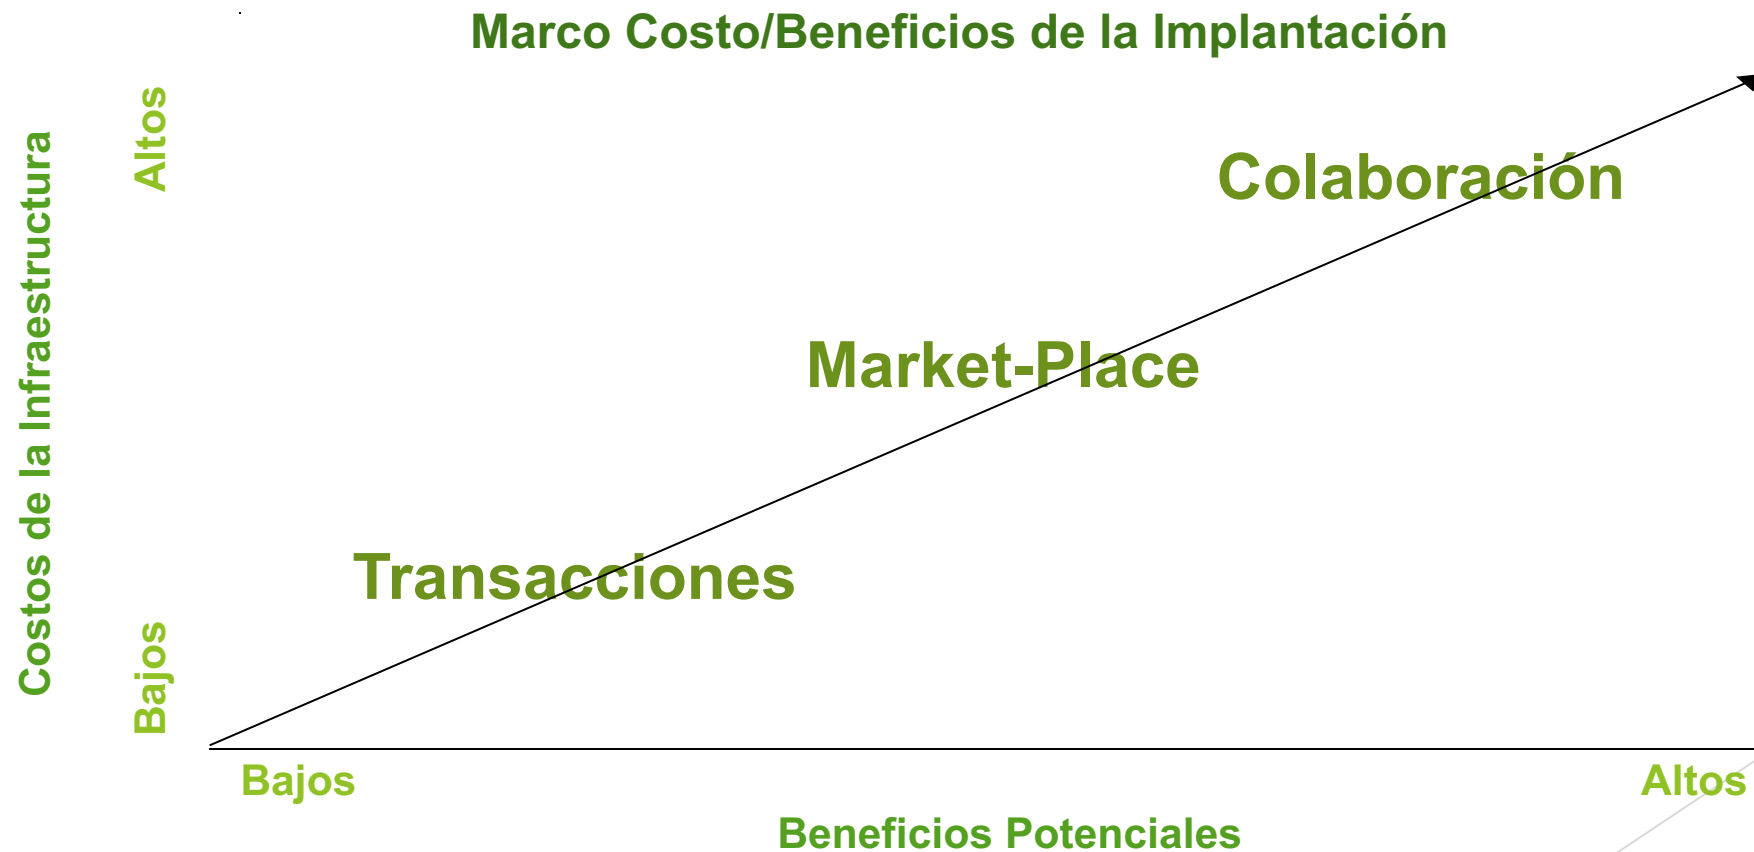 Marco Costo/Beneficios de la Implantación
Costos de la Infraestructura
Altos
Colaboración
Market-Place
Transacciones
Bajos
Bajos
Altos
Beneficios Potenciales